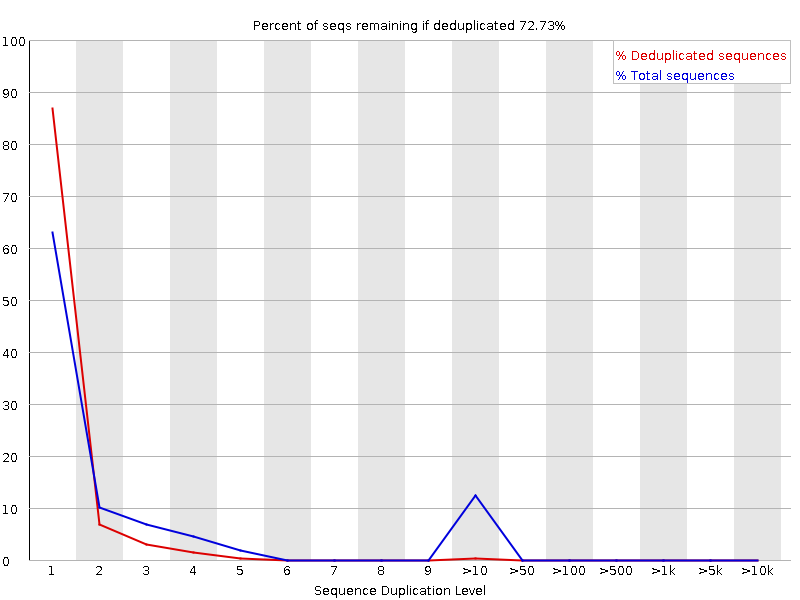 Percent of seqs remaining if deduplicated 72.73%
% Deduplicated sequences
% Total sequences
100
90
80
70
60
50
40
30
20
10
0
1 2 3 4 5 6 7 8 9 >10 >50 >100 >500 >1k >5k >10k
Sequence Duplication Level